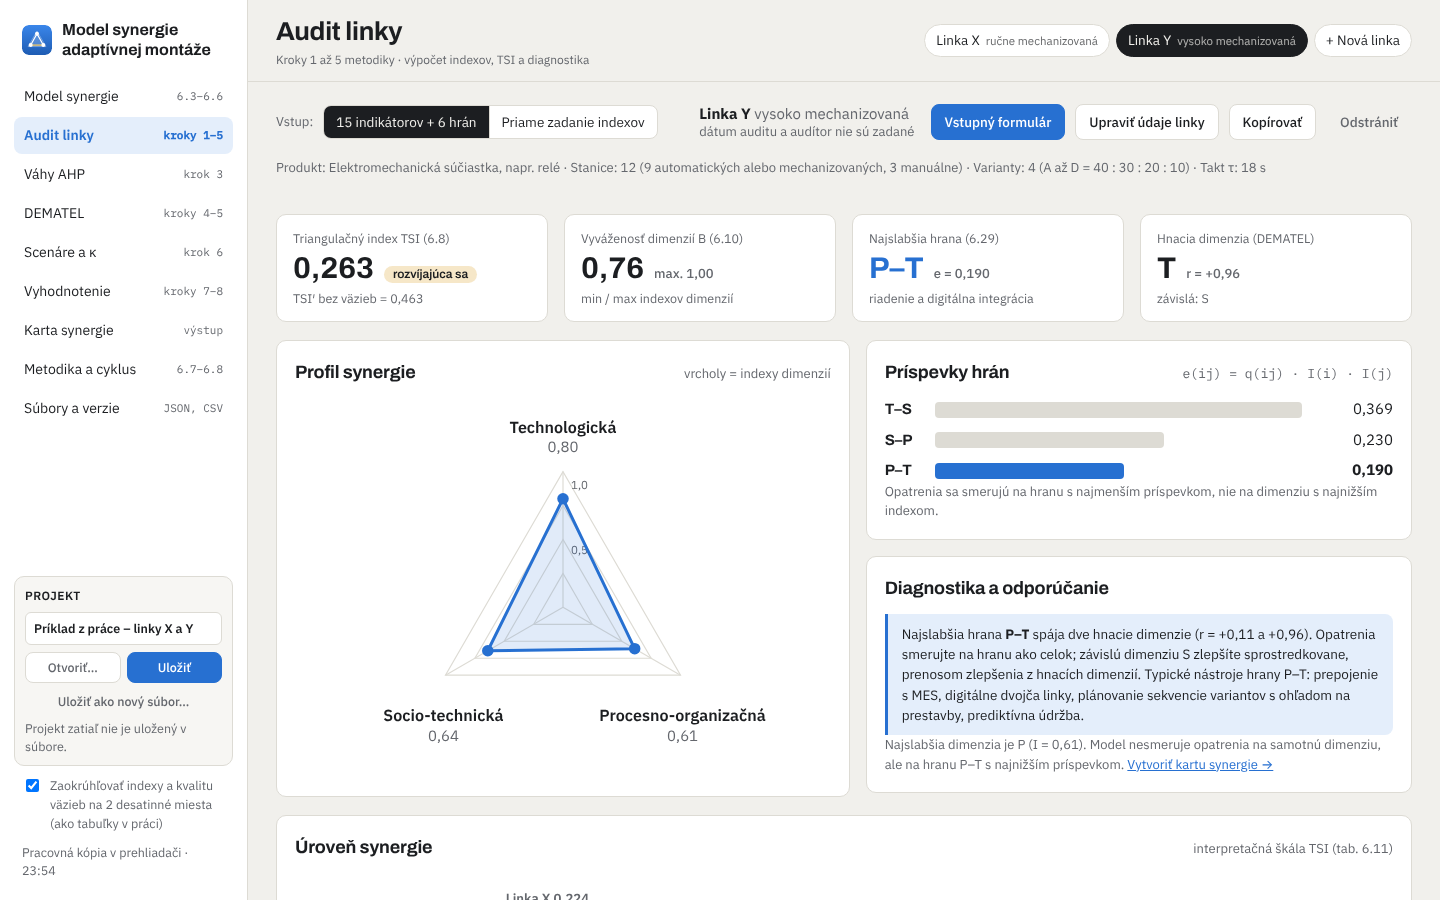 Model synergie
adaptívnej montáže
Model synergie 6.3–6.6
Audit linky kroky 1–5
Váhy AHP krok 3
DEMATEL kroky 4–5
Scenáre a κ krok 6
Vyhodnotenie kroky 7–8
Karta synergie výstup
Metodika a cyklus 6.7–6.8
Súbory a verzie JSON, CSV
PROJEKT
Príklad z práce – linky X a Y
Otvoriť… Uložiť
Uložiť ako nový súbor…
Projekt zatiaľ nie je uložený v
súbore.
Zaokrúhľovať indexy a kvalitu
väzieb na 2 desatinné miesta
(ako tabuľky v práci)
Pracovná kópia v prehliadači ·
23:54
Audit linky
Kroky 1 až 5 metodiky · výpočet indexov, TSI a diagnostika
Linka X ručne mechanizovaná
Linka Y vysoko mechanizovaná
+ Nová linka
Vstup: 15 indikátorov + 6 hrán Priame zadanie indexov
Linka Y vysoko mechanizovaná
dátum auditu a audítor nie sú zadané
Vstupný formulár Upraviť údaje linky Kopírovať Odstrániť
Produkt: Elektromechanická súčiastka, napr. relé · Stanice: 12 (9 automatických alebo mechanizovaných, 3 manuálne) · Varianty: 4 (A až D = 40 : 30 : 20 : 10) · Takt τ: 18 s
Triangulačný index TSI (6.8)
0,263 rozvíjajúca sa
TSI′ bez väzieb = 0,463
Vyváženosť dimenzií B (6.10)
0,76 max. 1,00
min / max indexov dimenzií
Najslabšia hrana (6.29)
P–T e = 0,190
riadenie a digitálna integrácia
Hnacia dimenzia (DEMATEL)
T r = +0,96
závislá: S
Profil synergie vrcholy = indexy dimenzií
Technologická
0,80
1,0
0,5
Socio-technická
0,64
Procesno-organizačná
0,61
Príspevky hrán e(ij) = q(ij) · I(i) · I(j)
T–S 0,369
S–P 0,230
P–T 0,190
Opatrenia sa smerujú na hranu s najmenším príspevkom, nie na dimenziu s najnižším
indexom.
Diagnostika a odporúčanie
Najslabšia hrana P–T spája dve hnacie dimenzie (r = +0,11 a +0,96). Opatrenia
smerujte na hranu ako celok; závislú dimenziu S zlepšíte sprostredkovane,
prenosom zlepšenia z hnacích dimenzií. Typické nástroje hrany P–T: prepojenie
s MES, digitálne dvojča linky, plánovanie sekvencie variantov s ohľadom na
prestavby, prediktívna údržba.
Najslabšia dimenzia je P (I = 0,61). Model nesmeruje opatrenia na samotnú dimenziu,
ale na hranu P–T s najnižším príspevkom. Vytvoriť kartu synergie →
Úroveň synergie interpretačná škála TSI (tab. 6.11)
Linka X 0,224